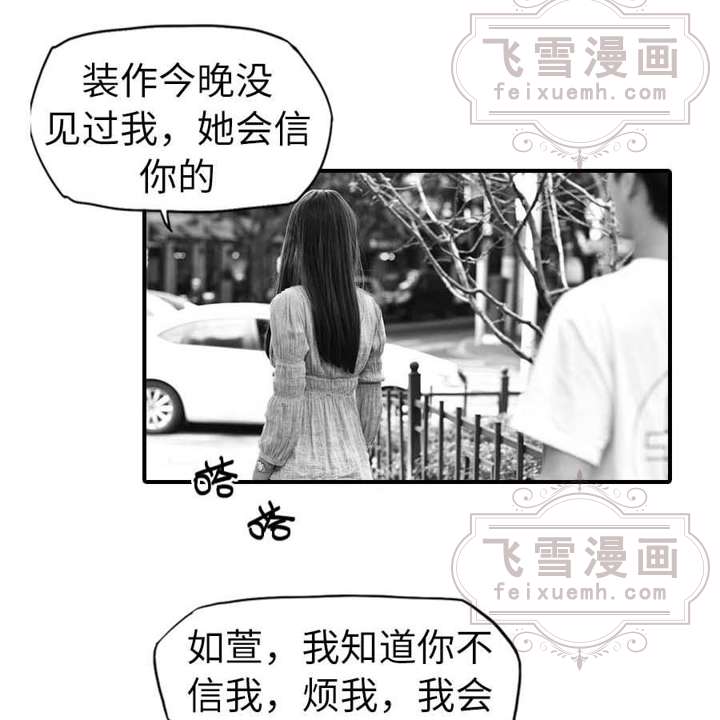 飞雪漫画
feixuemh.com
装作今晚没
见过我，她会信
你的
嗒
嗒
飞雪漫画
feixuemh.com
如萱，我知道你不
信我，烦我，我会